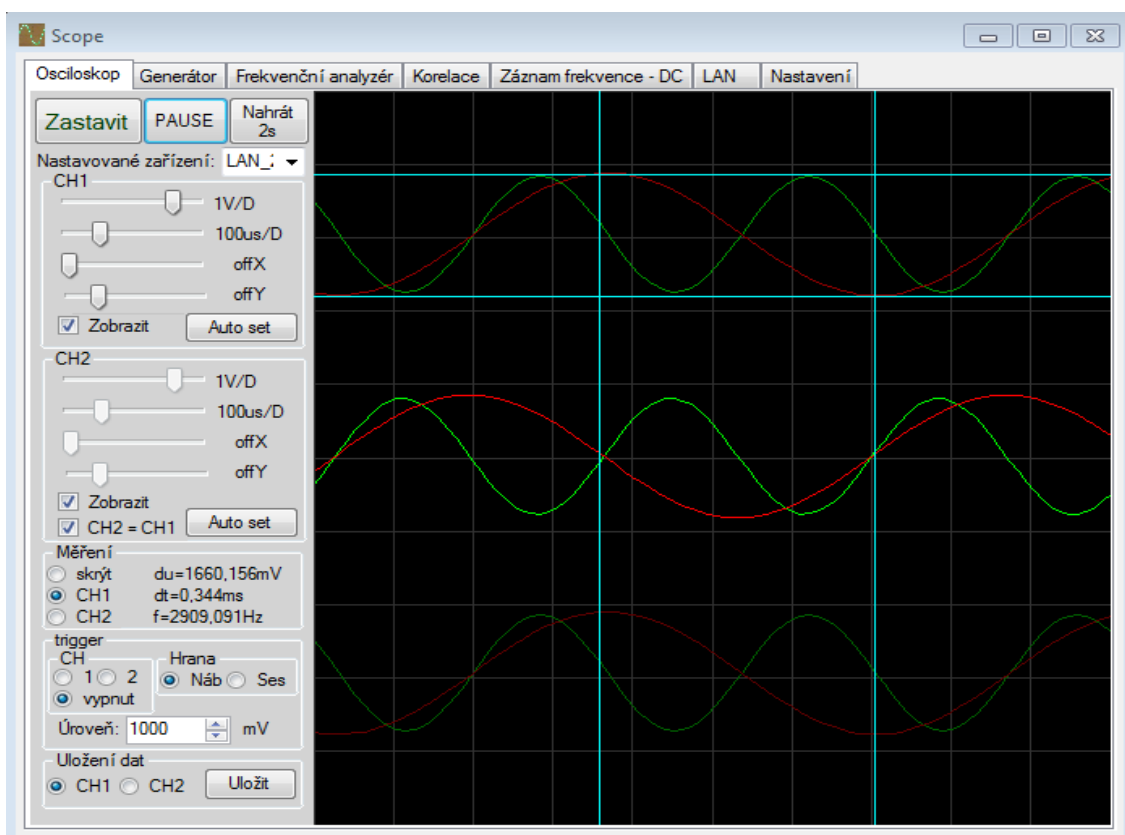 Scope
Osciloskop Generátor Frekvenční analyzér Korelace Záznam frekvence - DC LAN Nastavení
Zastavit PAUSE Nahrát 2s
Nastavované zařízení:
CH1
1V/D
100us/D
offX
offY
Zobrazit Auto set
CH2
1V/D
100us/D
offX
offY
Zobrazit
CH2 = CH1 Auto set
Měření
skrýt du=1660,156mV
CH1 dt=0,344ms
CH2 f=2909,091Hz
trigger
CH Hrana
1 2 Náb Ses
vypnut
Úroveň: 1000 mV
Uložení dat
CH1 CH2 Uložit